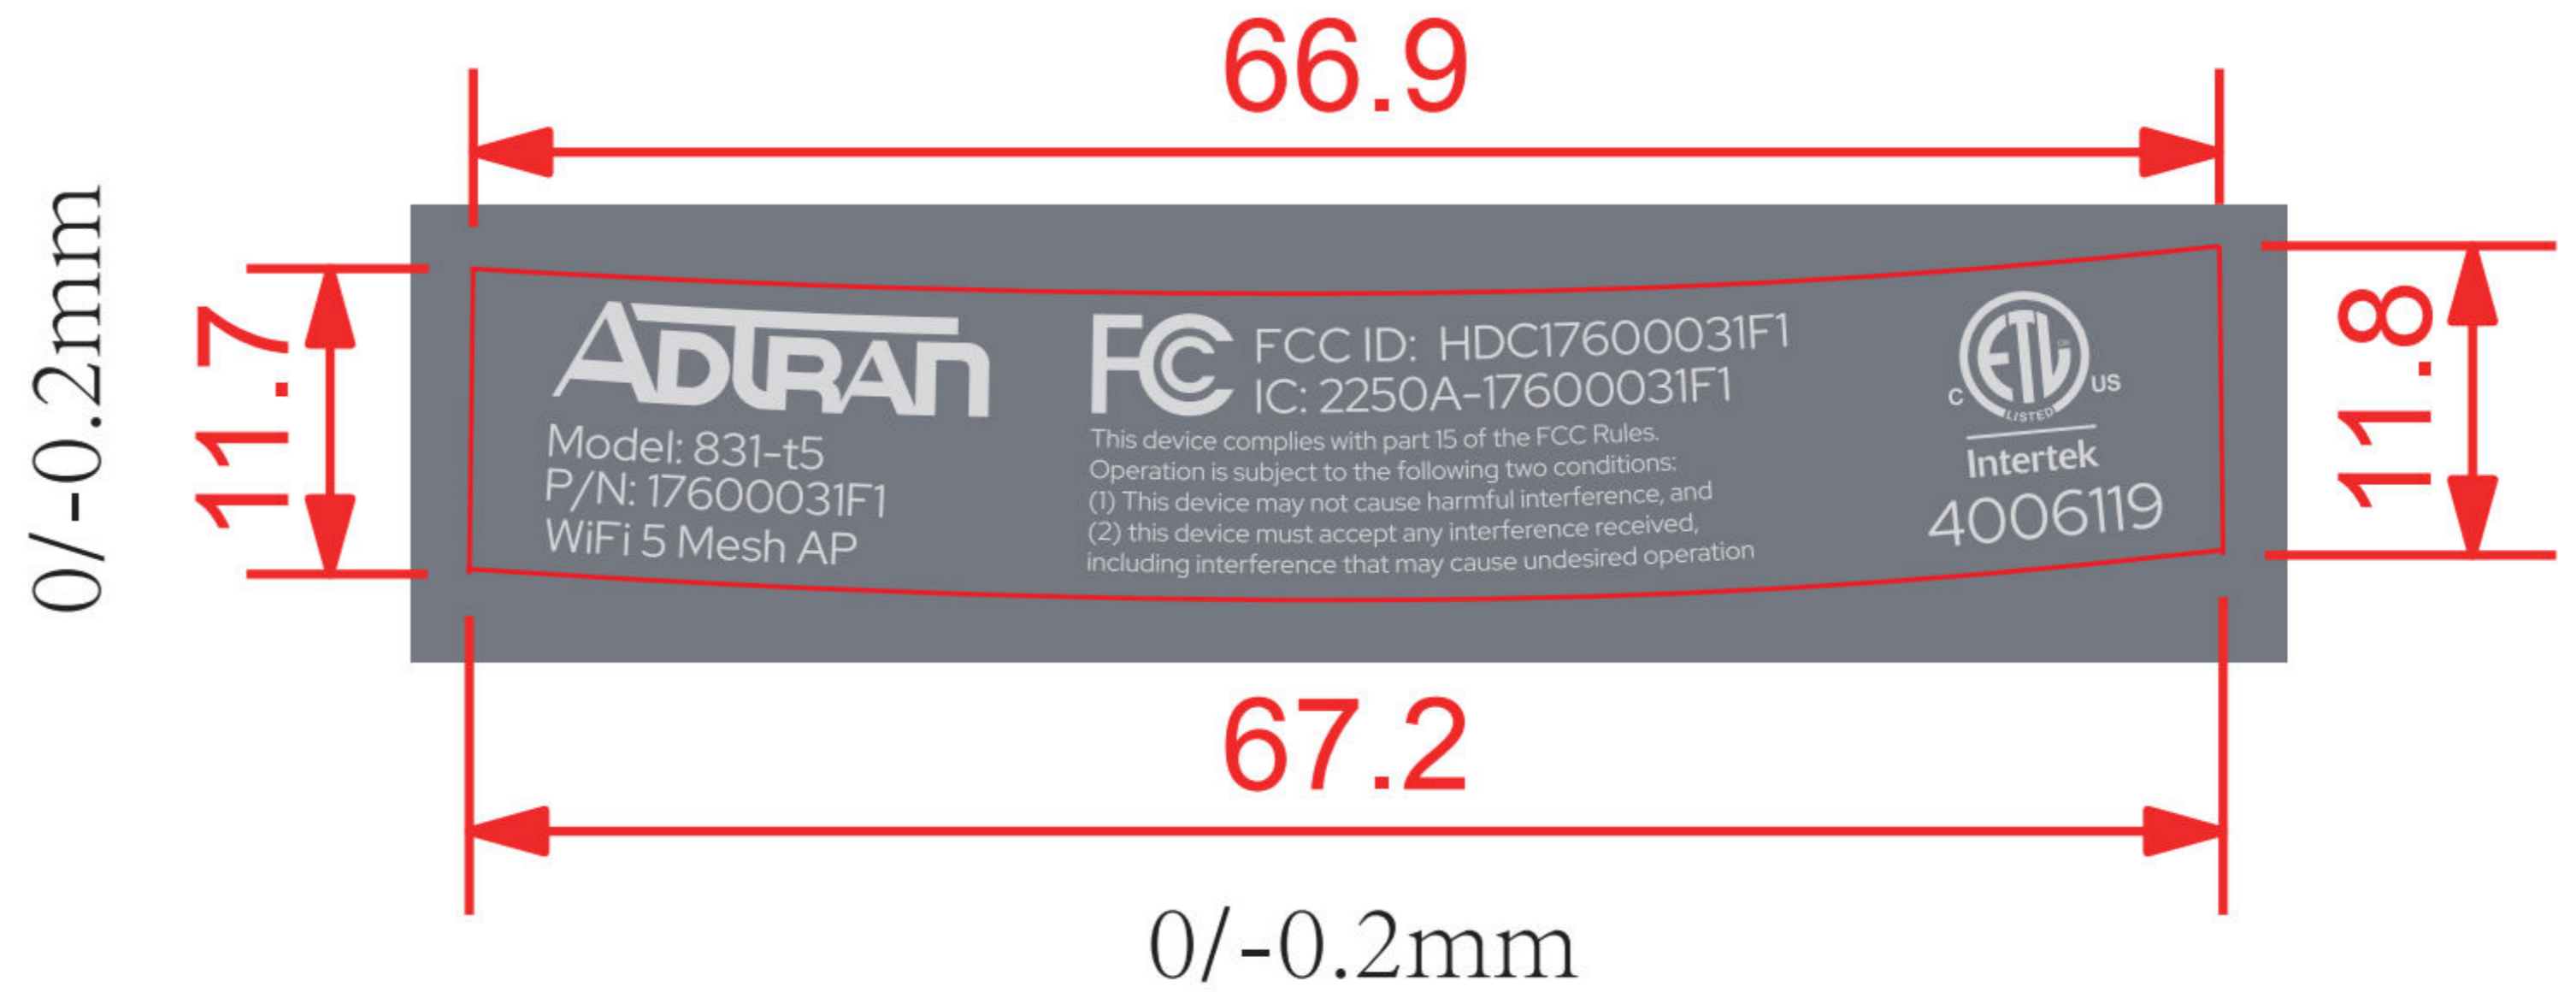 66.9
0/-0.2mm
11.7
11.8
ADTRAN
Model: 831-t5
P/N: 17600031F1
WiFi 5 Mesh AP
FC
FCC ID: HDC17600031F1
IC: 2250A-17600031F1
This device complies with part 15 of the FCC Rules.
Operation is subject to the following two conditions:
(1) This device may not cause harmful interference, and
(2) this device must accept any interference received,
including interference that may cause undesired operation
ETL
C US
LISTED
Intertek
4006119
67.2
0/-0.2mm